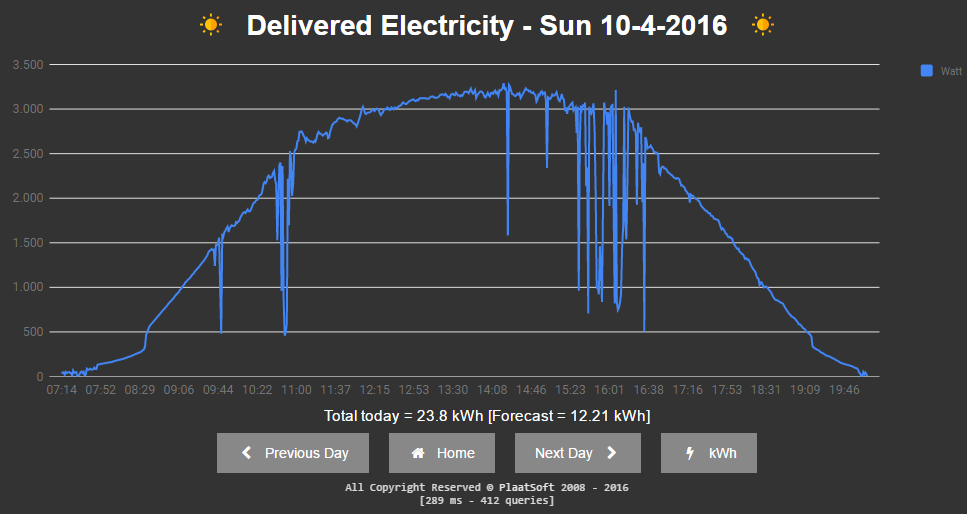 Delivered Electricity - Sun 10-4-2016
3.500
Watt
3.000
2.500
2.000
1.500
1.000
500
0
07:14 07:52 08:29 09:06 09:44 10:22 11:00 11:37 12:15 12:53 13:30 14:08 14:46 15:23 16:01 16:38 17:16 17:53 18:31 19:09 19:46
Total today = 23.8 kWh [Forecast = 12.21 kWh]
Previous Day Home Next Day kWh
All Copyright Reserved © PlaatSoft 2008 - 2016
[289 ms - 412 queries]